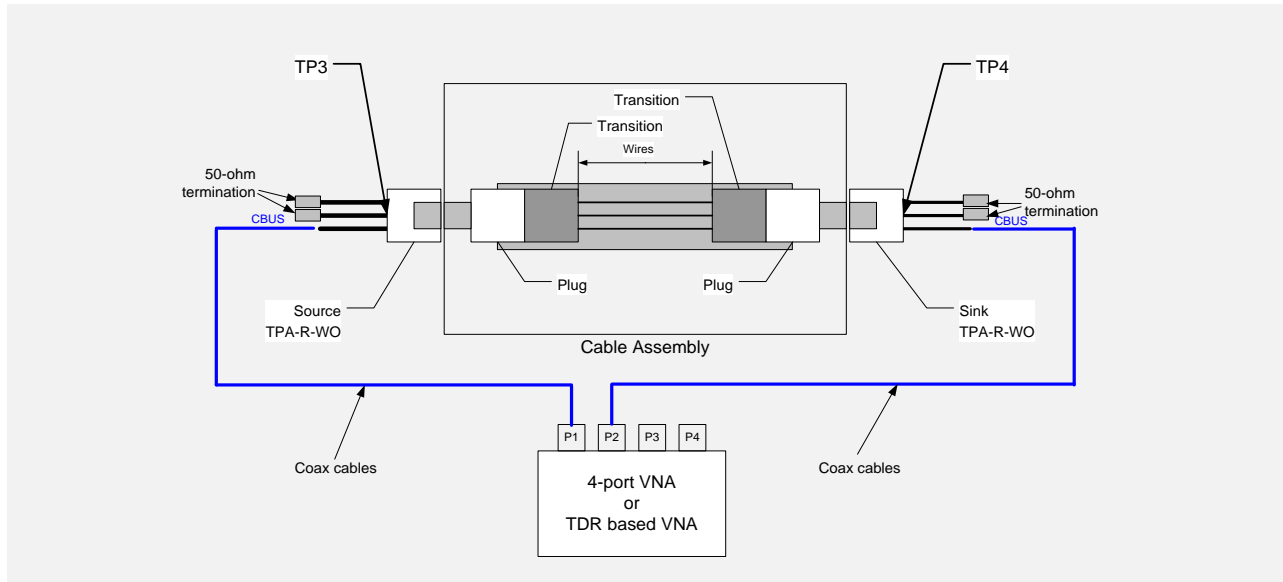 TP3
TP4
Transition
Transition
Wires
50-ohm
termination
CBUS
50-ohm
termination
CBUS
Plug
Plug
Source
TPA-R-WO
Sink
TPA-R-WO
Cable Assembly
P1
P2
P3
P4
Coax cables
Coax cables
4-port VNA
or
TDR based VNA